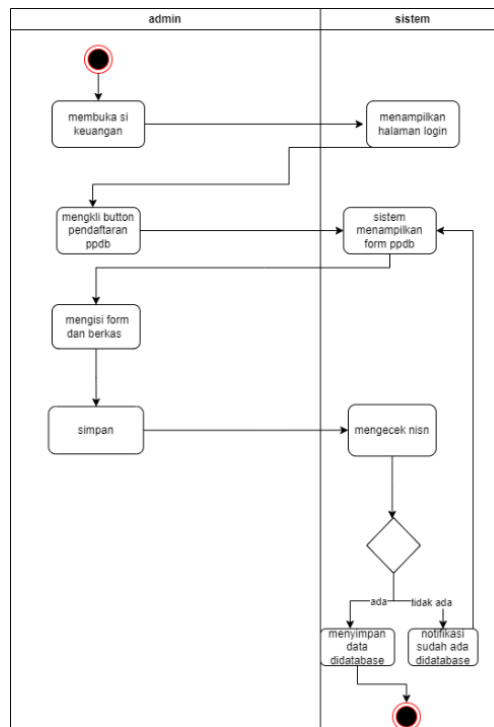 admin
sistem
membuka si
keuangan
menampilkan
halaman login
mengkli button
pendaftaran
ppdb
sistem
menampilkan
form ppdb
mengisi form
dan berkas
simpan
mengecek nisn
ada
tidak ada
menyimpan
data
didatabase
notifikasi
sudah ada
didatabase